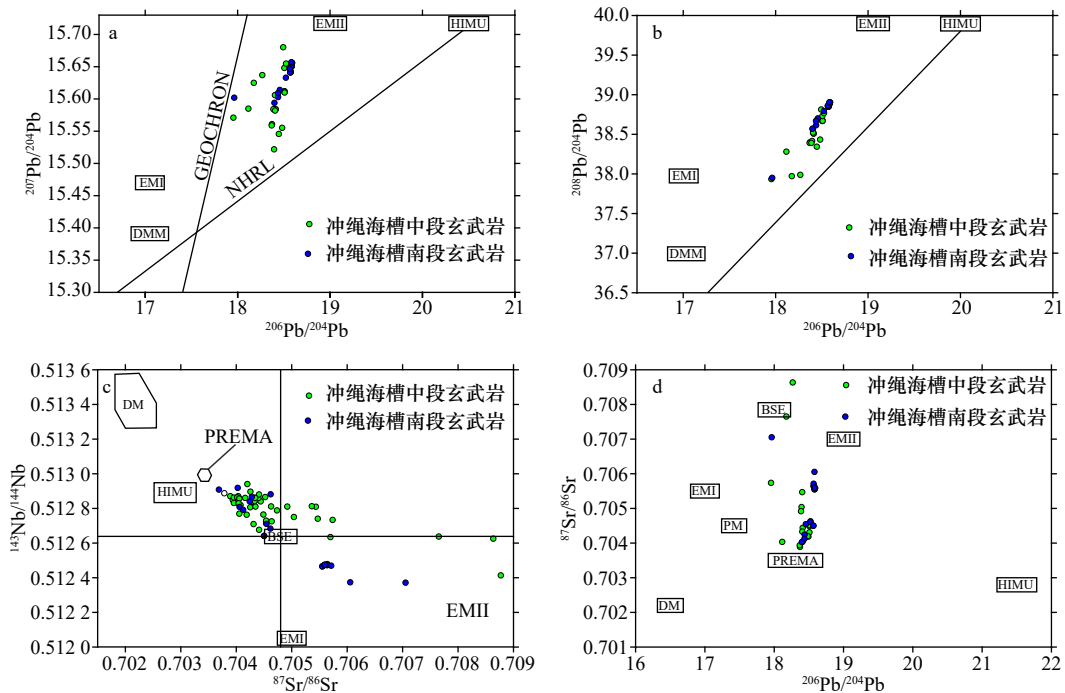 a
15.70
15.65
15.60
15.55
15.50
15.45
15.40
15.35
15.30
²⁰⁷Pb/²⁰⁴Pb
EMII
HIMU
GEOCHRON
NHRL
EMI
DMM
冲绳海槽中段玄武岩
冲绳海槽南段玄武岩
17 18 19 20 21
²⁰⁶Pb/²⁰⁴Pb
b
40.0
39.5
39.0
38.5
38.0
37.5
37.0
36.5
²⁰⁸Pb/²⁰⁴Pb
EMII
HIMU
EMI
DMM
冲绳海槽中段玄武岩
冲绳海槽南段玄武岩
17 18 19 20 21
²⁰⁶Pb/²⁰⁴Pb
c
0.513 6
0.513 4
0.513 2
0.513 0
0.512 8
0.512 6
0.512 4
0.512 2
0.512 0
¹⁴³Nb/¹⁴⁴Nb
DM
PREMA
HIMU
BSE
EMII
EMI
冲绳海槽中段玄武岩
冲绳海槽南段玄武岩
0.702 0.703 0.704 0.705 0.706 0.707 0.708 0.709
⁸⁷Sr/⁸⁶Sr
d
0.709
0.708
0.707
0.706
0.705
0.704
0.703
0.702
0.701
⁸⁷Sr/⁸⁶Sr
冲绳海槽中段玄武岩
冲绳海槽南段玄武岩
BSE
EMII
EMI
PM
PREMA
HIMU
DM
16 17 18 19 20 21 22
²⁰⁶Pb/²⁰⁴Pb